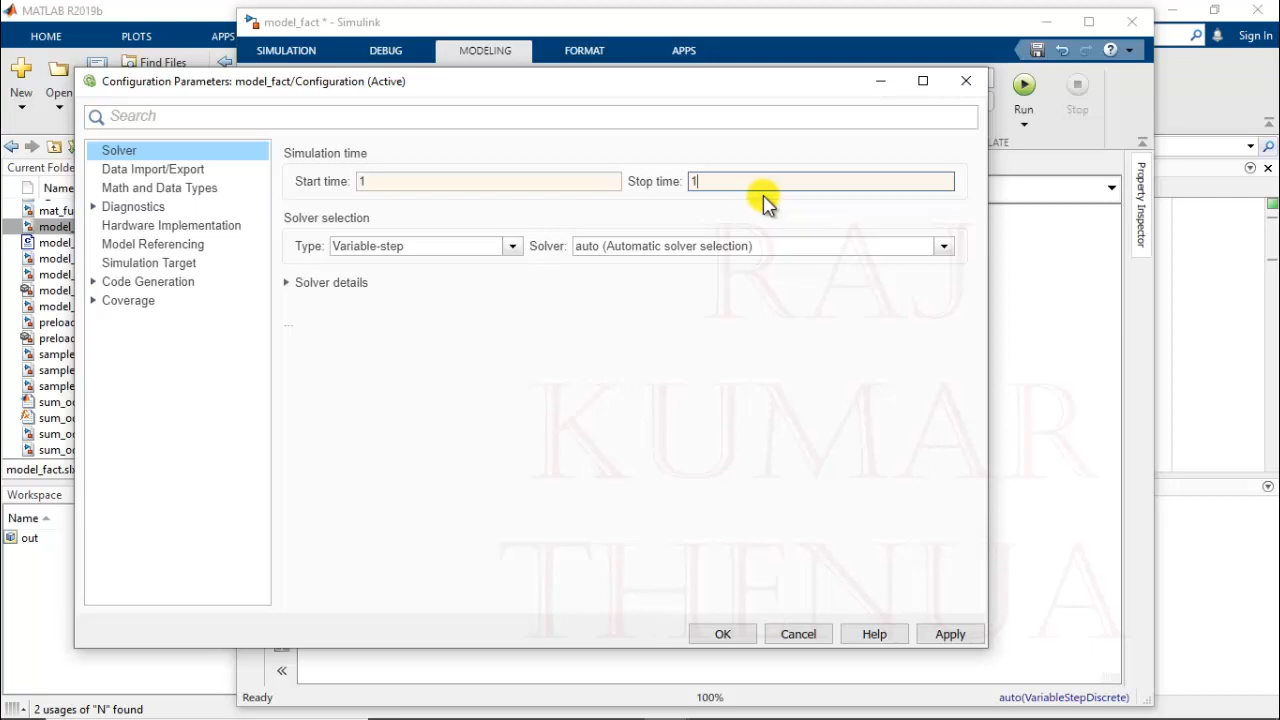 MATLAB R2019b
model_fact * - Simulink
HOME
PLOTS
APPS
SIMULATION
DEBUG
MODELING
FORMAT
APPS
Sign In
New
Open
Find Files
Run
Stop
Configuration Parameters: model_fact/Configuration (Active)
Search
Current Folder
Name
mat_fu
model_
model_
model_
model_
model_
model_
preload
preload
sample
sample
sample
sum_o
sum_o
sum_o
sum_o
model_fact.slx
Workspace
Name
out
2 usages of "N" found
Solver
Data Import/Export
Math and Data Types
Diagnostics
Hardware Implementation
Model Referencing
Simulation Target
Code Generation
Coverage
Simulation time
Start time: 1
Stop time: 1
Solver selection
Type: Variable-step
Solver: auto (Automatic solver selection)
Solver details
...
OK
Cancel
Help
Apply
Property Inspector
RAJ
KUMAR
THENUA
Ready
100%
auto(VariableStepDiscrete)